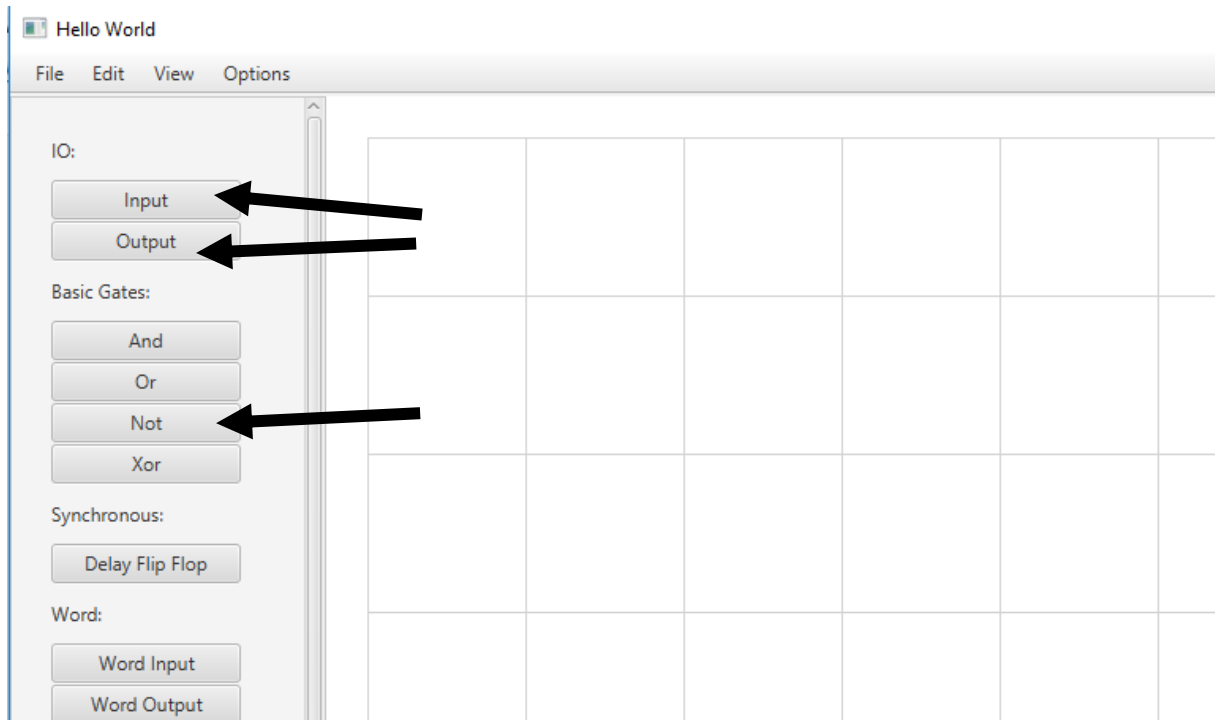 Hello World
File Edit View Options
IO:
Input
Output
Basic Gates:
And
Or
Not
Xor
Synchronous:
Delay Flip Flop
Word:
Word Input
Word Output